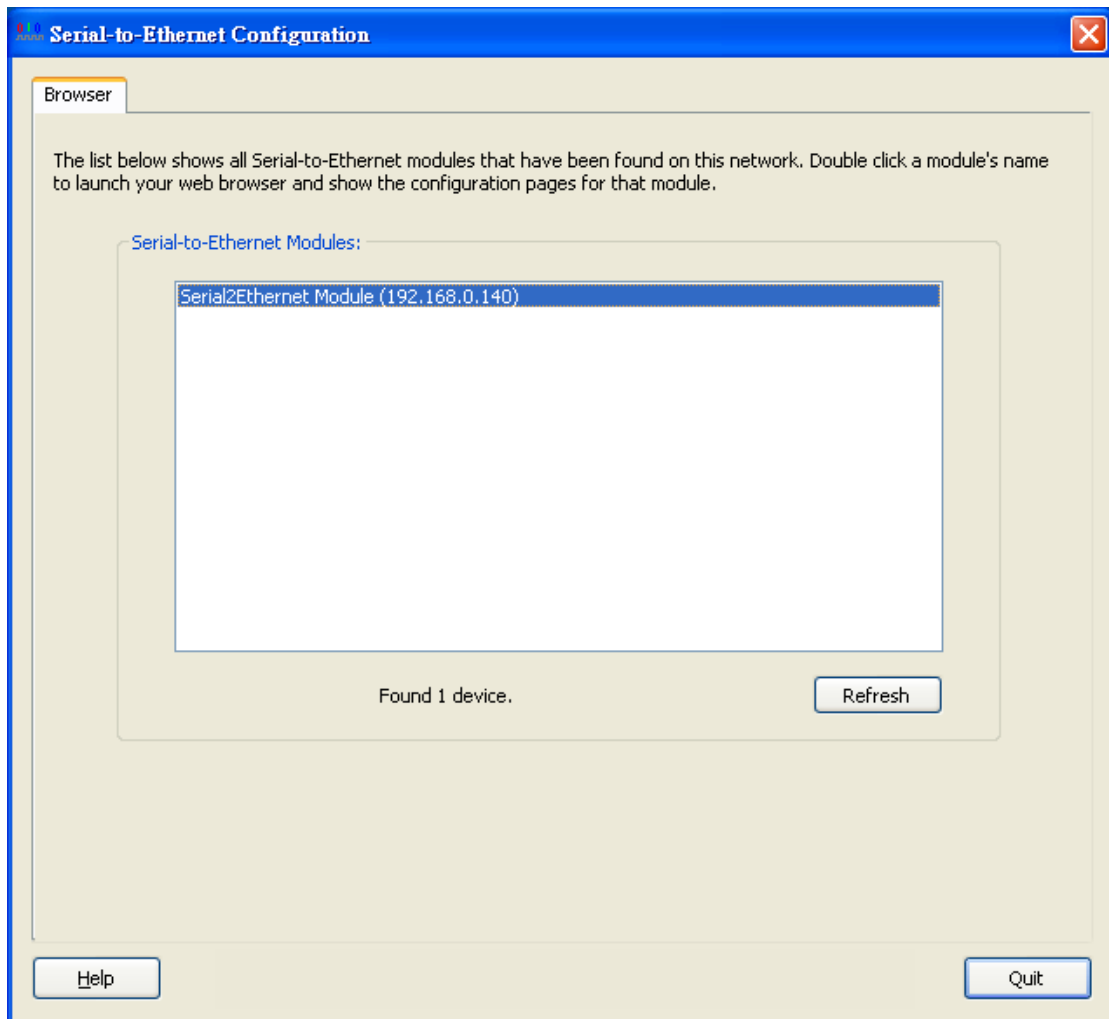 Serial-to-Ethernet Configuration
Browser
The list below shows all Serial-to-Ethernet modules that have been found on this network. Double click a module's name
to launch your web browser and show the configuration pages for that module.
Serial-to-Ethernet Modules:
Serial2Ethernet Module (192.168.0.140)
Found 1 device.
Refresh
Help
Quit